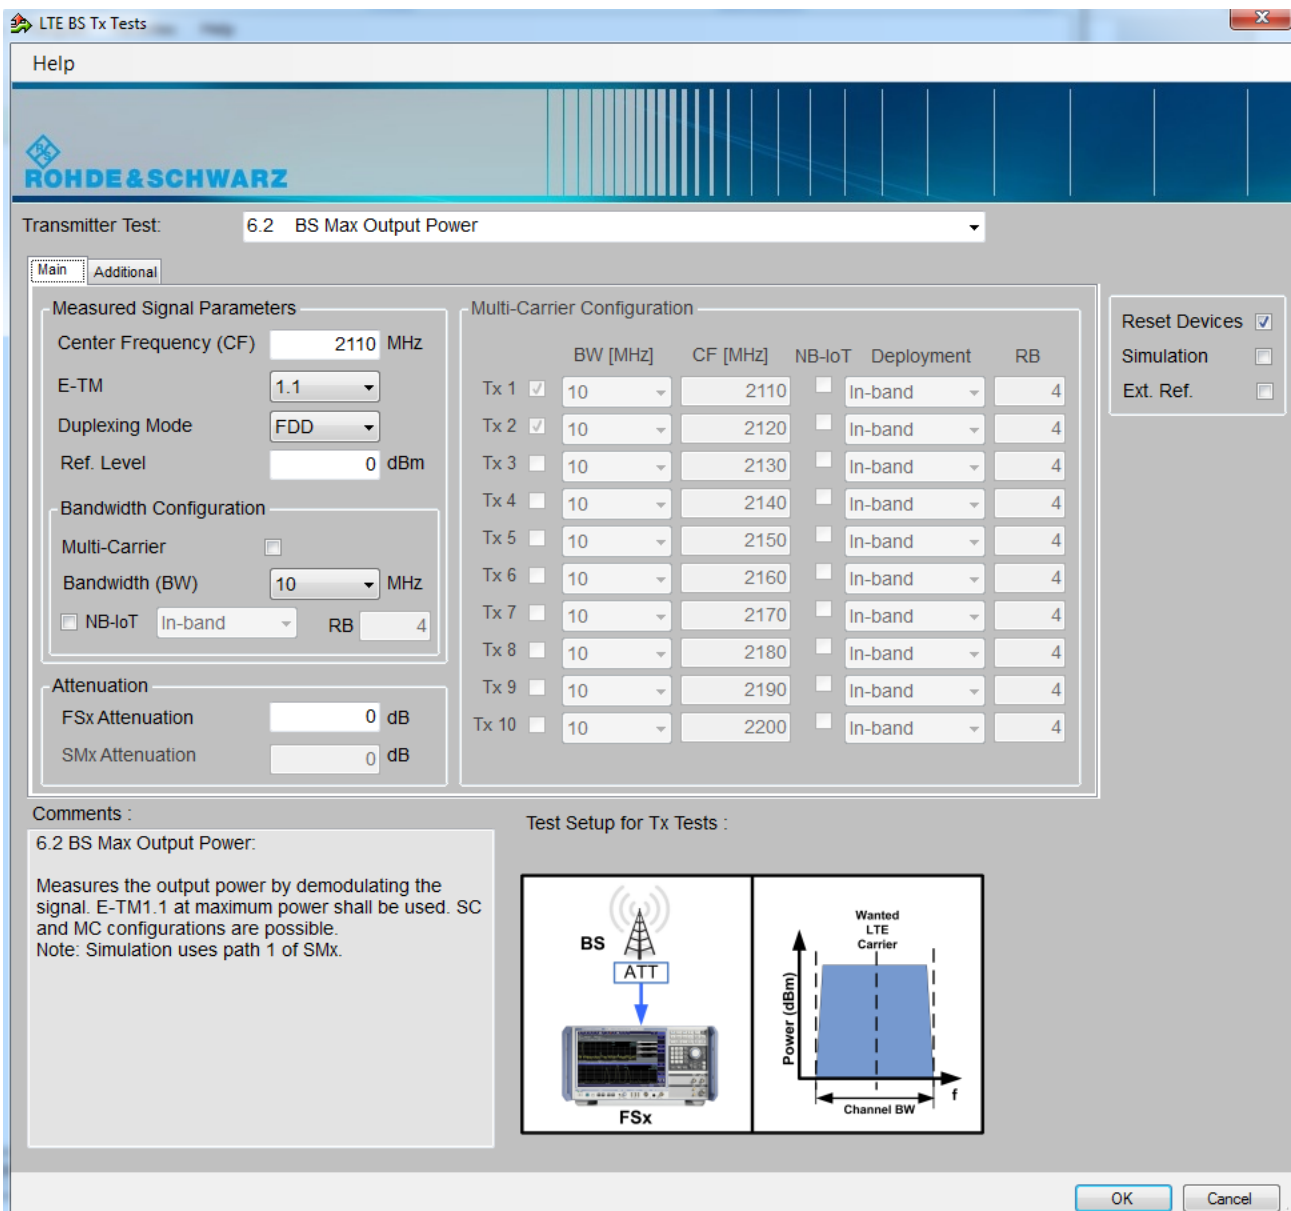 LTE BS Tx Tests
Help
ROHDE&SCHWARZ
Transmitter Test: 6.2 BS Max Output Power
Main Additional
Measured Signal Parameters
Center Frequency (CF) 2110 MHz
E-TM 1.1
Duplexing Mode FDD
Ref. Level 0 dBm
Bandwidth Configuration
Multi-Carrier
Bandwidth (BW) 10 MHz
NB-IoT In-band RB 4
Attenuation
FSx Attenuation 0 dB
SMx Attenuation 0 dB
Multi-Carrier Configuration
BW [MHz] CF [MHz] NB-IoT Deployment RB
Tx 1 10 2110 In-band 4
Tx 2 10 2120 In-band 4
Tx 3 10 2130 In-band 4
Tx 4 10 2140 In-band 4
Tx 5 10 2150 In-band 4
Tx 6 10 2160 In-band 4
Tx 7 10 2170 In-band 4
Tx 8 10 2180 In-band 4
Tx 9 10 2190 In-band 4
Tx 10 10 2200 In-band 4
Reset Devices
Simulation
Ext. Ref.
Comments :
6.2 BS Max Output Power:
Measures the output power by demodulating the
signal. E-TM1.1 at maximum power shall be used. SC
and MC configurations are possible.
Note: Simulation uses path 1 of SMx.
Test Setup for Tx Tests :
BS
ATT
FSx
Wanted
LTE
Carrier
Power (dBm)
f
Channel BW
OK Cancel